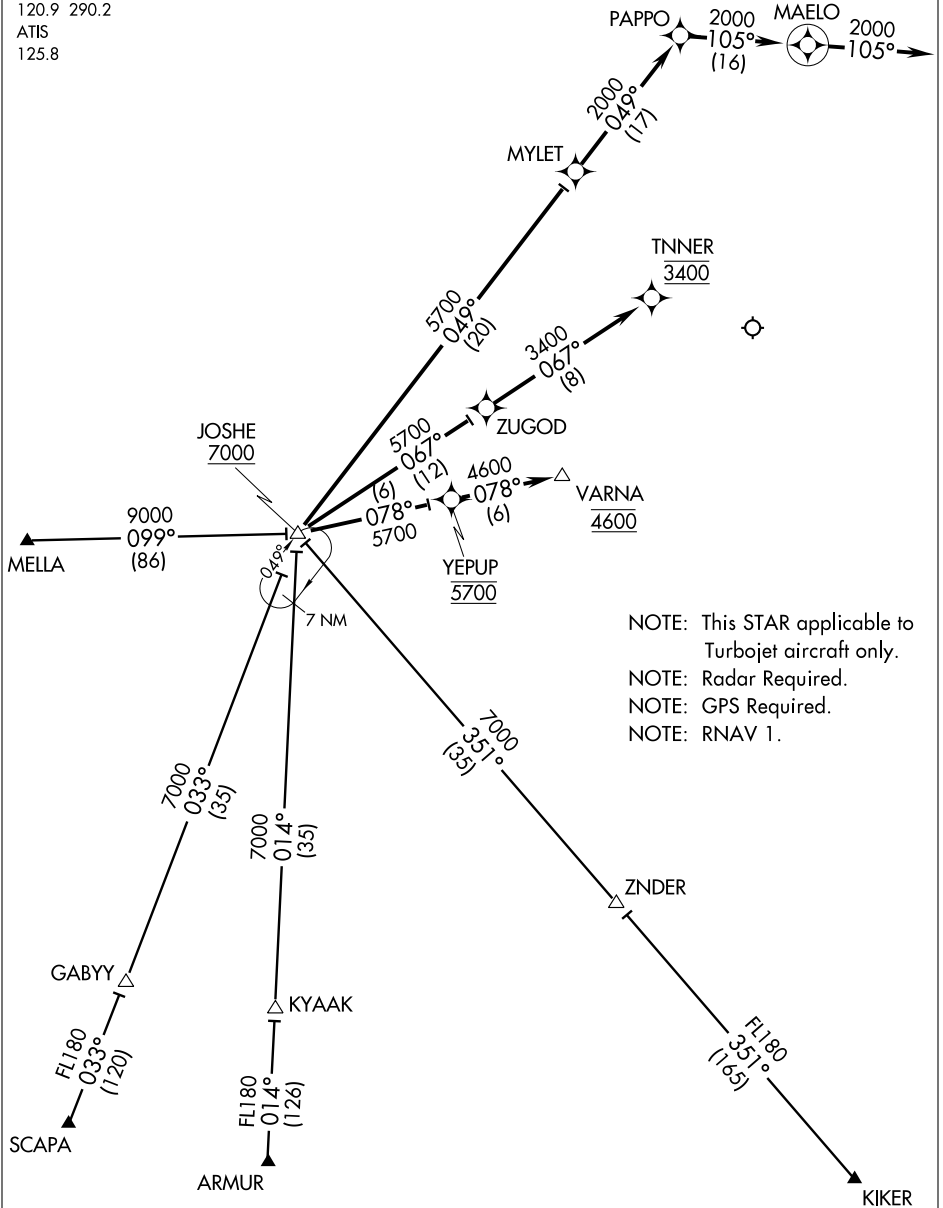 120.9 290.2
ATIS
125.8
PAPPO
2000
105°
(16)
MAELO
2000
105°
2000
049°
(17)
MYLET
TNNER
3400
5700
049°
(20)
3400
067°
(8)
ZUGOD
JOSHE
7000
5700
067°
(12)
(6)
078°
5700
4600
078°
(6)
VARNA
4600
YEPUP
5700
9000
099°
(86)
MELLA
049°
7 NM
NOTE: This STAR applicable to
Turbojet aircraft only.
NOTE: Radar Required.
NOTE: GPS Required.
NOTE: RNAV 1.
7000
033°
(35)
7000
014°
(35)
7000
351°
(35)
ZNDER
GABYY
KYAAK
FL180
033°
(120)
FL180
014°
(126)
FL180
351°
(165)
SCAPA
ARMUR
KIKER